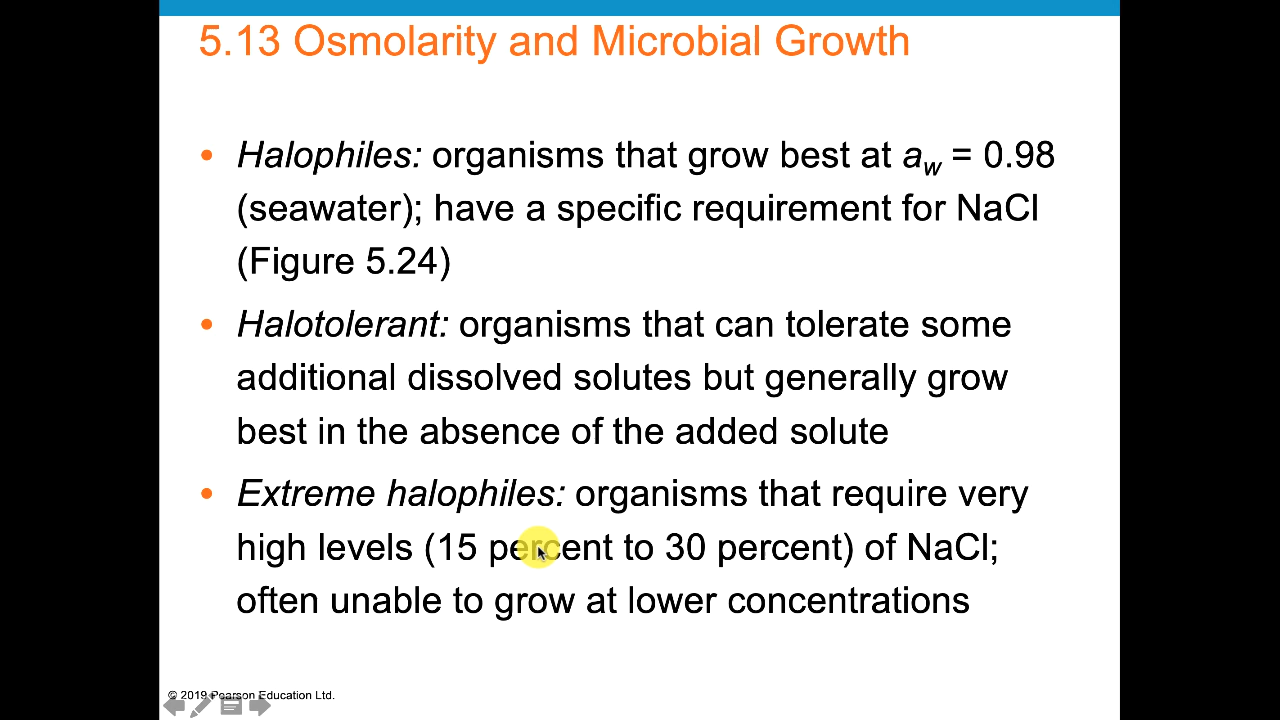 5.13 Osmolarity and Microbial Growth
• Halophiles: organisms that grow best at aw = 0.98
(seawater); have a specific requirement for NaCl
(Figure 5.24)
• Halotolerant: organisms that can tolerate some
additional dissolved solutes but generally grow
best in the absence of the added solute
• Extreme halophiles: organisms that require very
high levels (15 percent to 30 percent) of NaCl;
often unable to grow at lower concentrations
© 2019 Pearson Education Ltd.